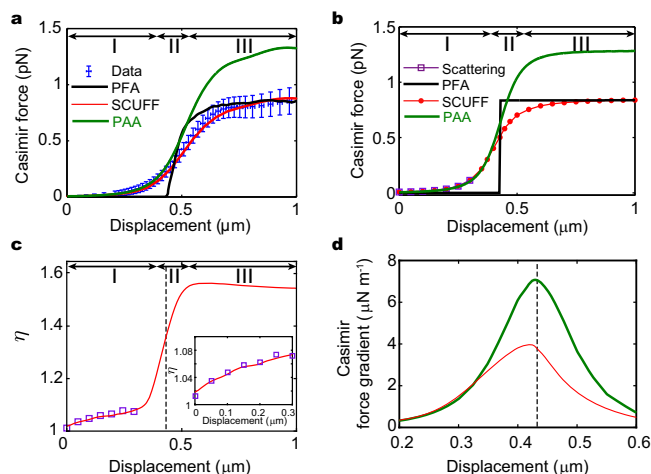 a
I II III
Data
PFA
SCUFF
PAA
Casimir force (pN)
1.5
1
0.5
0
0 0.5 1
Displacement (µm)
b
I II III
Scattering
PFA
SCUFF
PAA
Casimir force (pN)
1.5
1
0.5
0
0 0.5 1
Displacement (µm)
c
I II III
η
1.6
1.4
1.2
1
0 0.5 1
Displacement (µm)
η
1.08
1.04
1
0 0.1 0.2 0.3
Displacement (µm)
d
Casimir
force gradient (µN m⁻¹)
8
6
4
2
0
0.2 0.3 0.4 0.5 0.6
Displacement (µm)